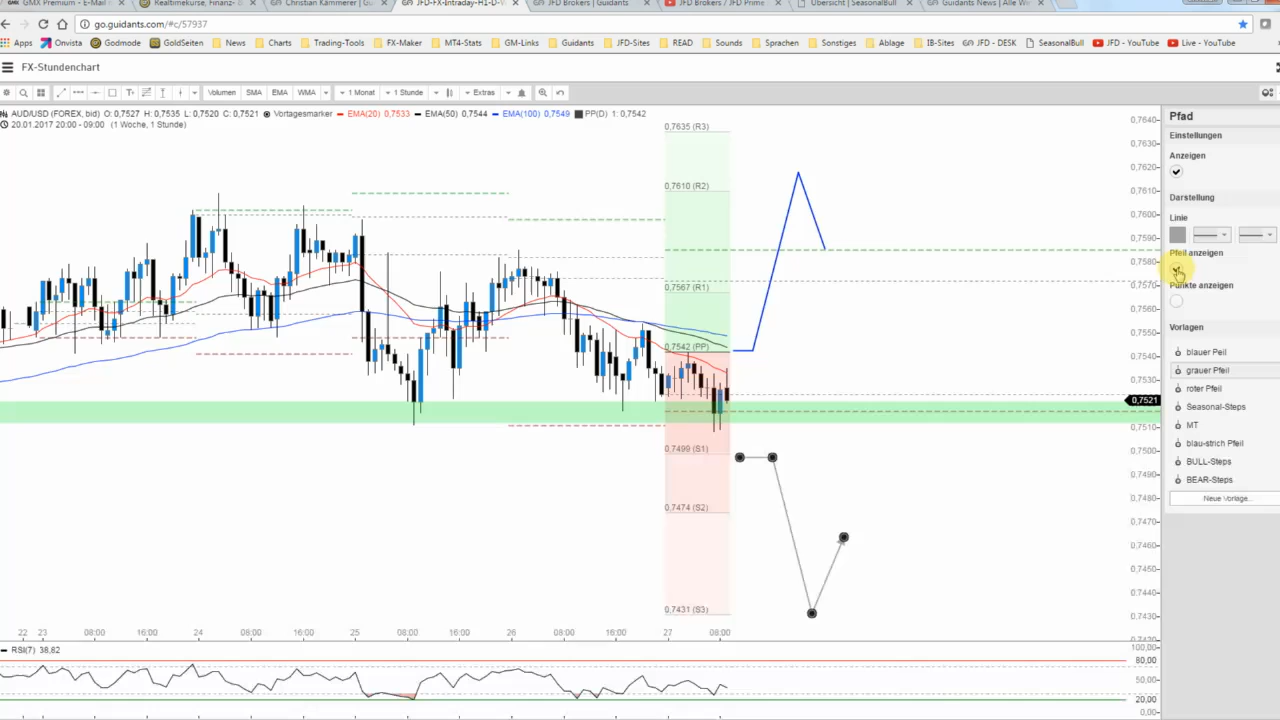 GMX Premium - E-Mail
Realtimekurse, Finanz- B
Christian Kämmerer | Gu
JFD-FX-Intraday-H1-D-W
JFD Brokers | Guidants
JFD Brokers / JFD Prime
Übersicht | SeasonalBull
Guidants News | Alle Wi
go.guidants.com/#c/57937
Apps Onvista Godmode GoldSeiten News Charts Trading-Tools FX-Maker MT4-Stats GM-Links Guidants JFD-Sites READ Sounds Sprachen Sonstiges Ablage IB-Sites JFD - DESK SeasonalBull JFD - YouTube Live - YouTube
FX-Stundenchart
Volumen SMA EMA WMA 1 Monat 1 Stunde Extras
AUD/USD (FOREX, bid) O: 0,7527 H: 0,7535 L: 0,7520 C: 0,7521 Vortagesmarker EMA(20) 0,7533 EMA(50) 0,7544 EMA(100) 0,7549 PP(D) 1: 0,7542
20.01.2017 20:00 - 09:00 (1 Woche, 1 Stunde)
0,7635 (R3)
0,7610 (R2)
0,7567 (R1)
0,7542 (PP)
0,7499 (S1)
0,7474 (S2)
0,7431 (S3)
0,7640
0,7630
0,7620
0,7610
0,7600
0,7590
0,7580
0,7570
0,7560
0,7550
0,7540
0,7530
0,7521
0,7510
0,7500
0,7490
0,7480
0,7470
0,7460
0,7450
0,7440
0,7430
0,7420
22 23 08:00 16:00 24 08:00 16:00 25 08:00 16:00 26 08:00 16:00 27 08:00
RSI(7) 38,82
100,00
80,00
50,00
20,00
0,00
Pfad
Einstellungen
Anzeigen
Darstellung
Linie
Pfeil anzeigen
Punkte anzeigen
Vorlagen
blauer Peil
grauer Pfeil
roter Pfeil
Seasonal-Steps
MT
blau-strich Pfeil
BULL-Steps
BEAR-Steps
Neue Vorlage...